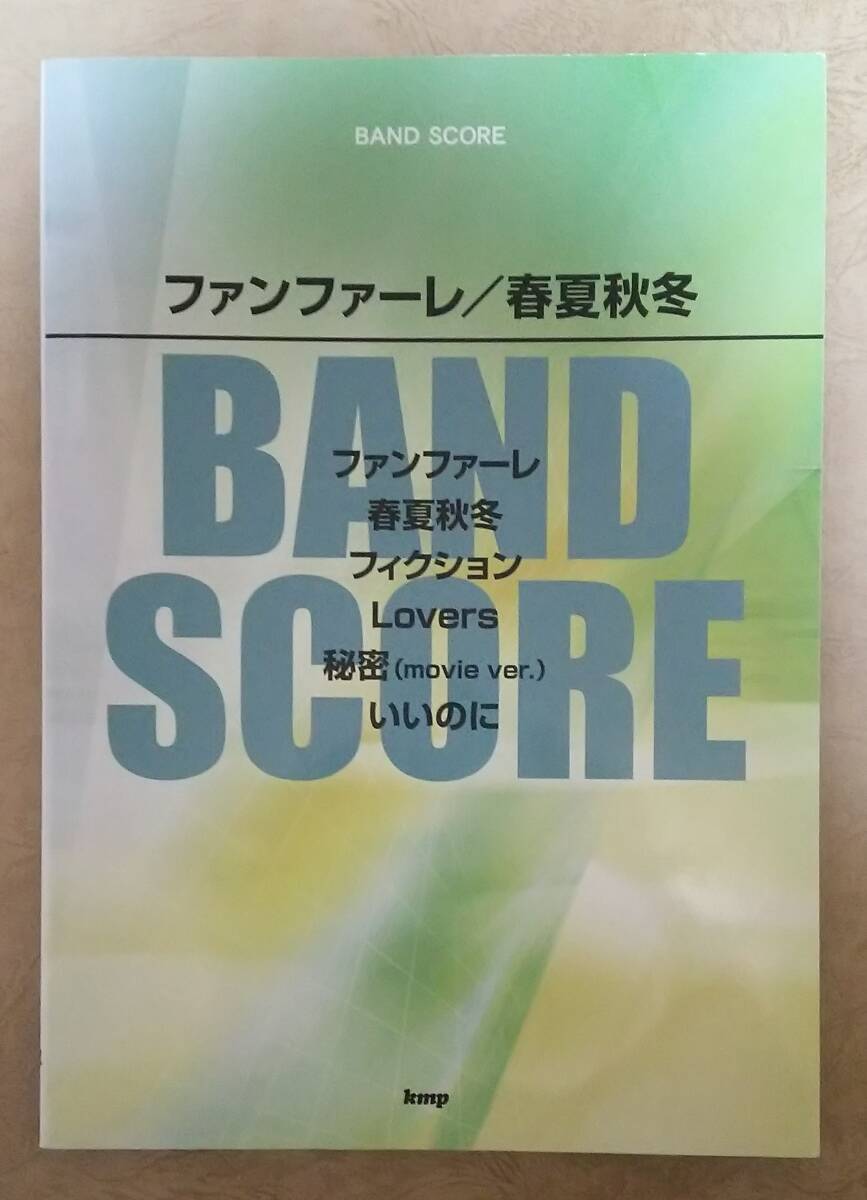 BAND SCORE
ファンファーレ／春夏秋冬
BAND
SCORE
ファンファーレ
春夏秋冬
フィクション
Lovers
秘密(movie ver.)
いいのに
kmp